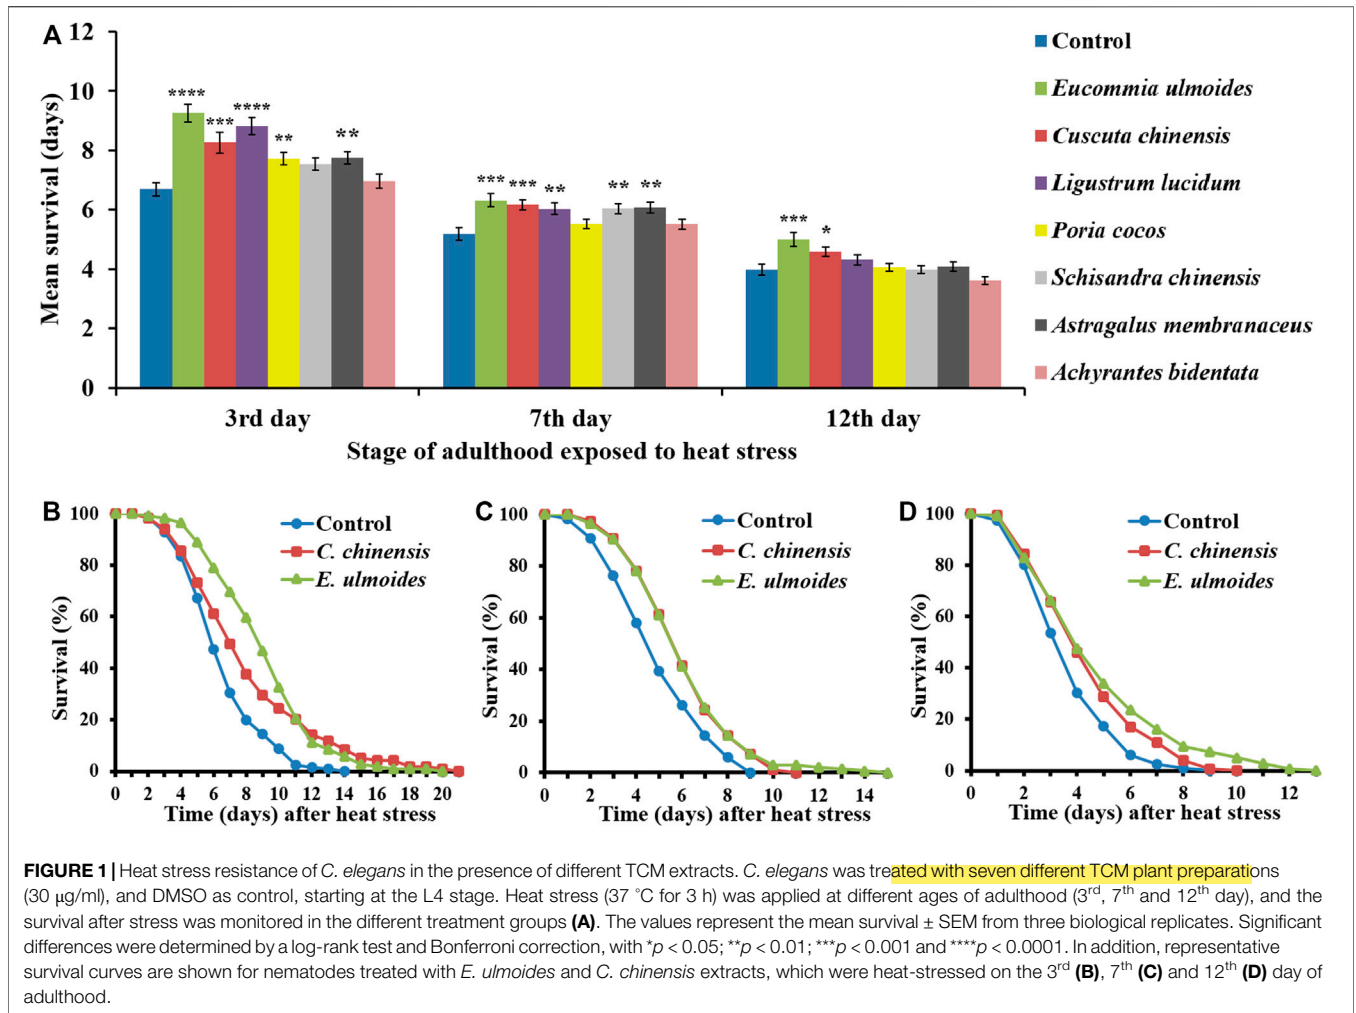 A
12
10
8
6
4
2
0
Mean survival (days)
****
***
****
**
**
***
***
**
**
**
***
*
3rd day
7th day
12th day
Stage of adulthood exposed to heat stress
Control
Eucommia ulmoides
Cuscuta chinensis
Ligustrum lucidum
Poria cocos
Schisandra chinensis
Astragalus membranaceus
Achyrantes bidentata
B
100
80
60
40
20
0
Survival (%)
Control
C. chinensis
E. ulmoides
0 2 4 6 8 10 12 14 16 18 20
Time (days) after heat stress
C
100
80
60
40
20
0
Survival (%)
Control
C. chinensis
E. ulmoides
0 2 4 6 8 10 12 14
Time (days) after heat stress
D
100
80
60
40
20
0
Survival (%)
Control
C. chinensis
E. ulmoides
0 2 4 6 8 10 12
Time (days) after heat stress
FIGURE 1 | Heat stress resistance of C. elegans in the presence of different TCM extracts. C. elegans was treated with seven different TCM plant preparations
(30 μg/ml), and DMSO as control, starting at the L4 stage. Heat stress (37 °C for 3 h) was applied at different ages of adulthood (3rd, 7th and 12th day), and the
survival after stress was monitored in the different treatment groups (A). The values represent the mean survival ± SEM from three biological replicates. Significant
differences were determined by a log-rank test and Bonferroni correction, with *p < 0.05; **p < 0.01; ***p < 0.001 and ****p < 0.0001. In addition, representative
survival curves are shown for nematodes treated with E. ulmoides and C. chinensis extracts, which were heat-stressed on the 3rd (B), 7th (C) and 12th (D) day of
adulthood.